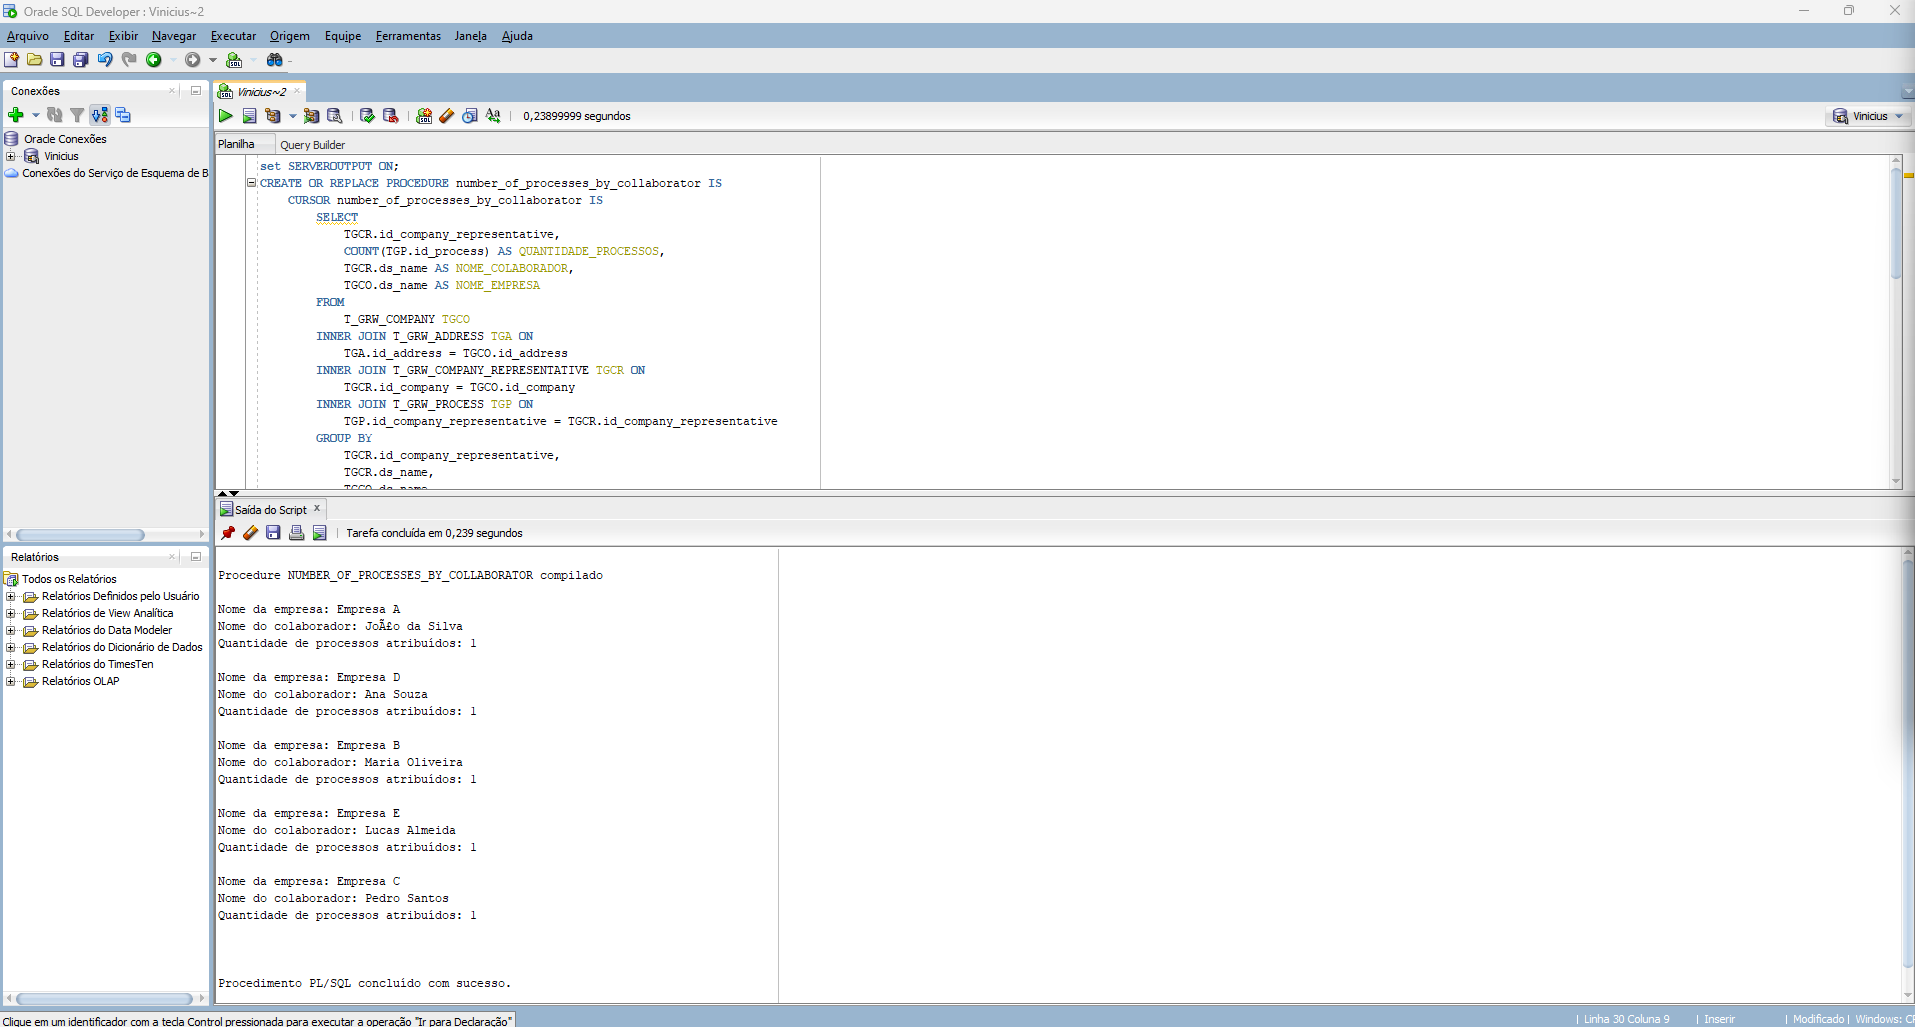 Oracle SQL Developer : Vinicius~2
Arquivo Editar Exibir Navegar Executar Origem Equipe Ferramentas Janela Ajuda
Conexões
Oracle Conexões
Vinicius
Conexões do Serviço de Esquema de B
Vinicius~2
0,23899999 segundos
Vinicius
Planilha
Query Builder
set SERVEROUTPUT ON;
CREATE OR REPLACE PROCEDURE number_of_processes_by_collaborator IS
CURSOR number_of_processes_by_collaborator IS
SELECT
TGCR.id_company_representative,
COUNT(TGP.id_process) AS QUANTIDADE_PROCESSOS,
TGCR.ds_name AS NOME_COLABORADOR,
TGCO.ds_name AS NOME_EMPRESA
FROM
T_GRW_COMPANY TGCO
INNER JOIN T_GRW_ADDRESS TGA ON
TGA.id_address = TGCO.id_address
INNER JOIN T_GRW_COMPANY_REPRESENTATIVE TGCR ON
TGCR.id_company = TGCO.id_company
INNER JOIN T_GRW_PROCESS TGP ON
TGP.id_company_representative = TGCR.id_company_representative
GROUP BY
TGCR.id_company_representative,
TGCR.ds_name,
TGCO.ds_name
Saída do Script
Tarefa concluída em 0,239 segundos
Procedure NUMBER_OF_PROCESSES_BY_COLLABORATOR compilado
Nome da empresa: Empresa A
Nome do colaborador: JoÃ£o da Silva
Quantidade de processos atribuídos: 1
Nome da empresa: Empresa D
Nome do colaborador: Ana Souza
Quantidade de processos atribuídos: 1
Nome da empresa: Empresa B
Nome do colaborador: Maria Oliveira
Quantidade de processos atribuídos: 1
Nome da empresa: Empresa E
Nome do colaborador: Lucas Almeida
Quantidade de processos atribuídos: 1
Nome da empresa: Empresa C
Nome do colaborador: Pedro Santos
Quantidade de processos atribuídos: 1
Procedimento PL/SQL concluído com sucesso.
Relatórios
Todos os Relatórios
Relatórios Definidos pelo Usuário
Relatórios de View Analítica
Relatórios do Data Modeler
Relatórios do Dicionário de Dados
Relatórios do TimesTen
Relatórios OLAP
Clique em um identificador com a tecla Control pressionada para executar a operação "Ir para Declaração"
Linha 30 Coluna 9 | Inserir | Modificado | Windows: CR